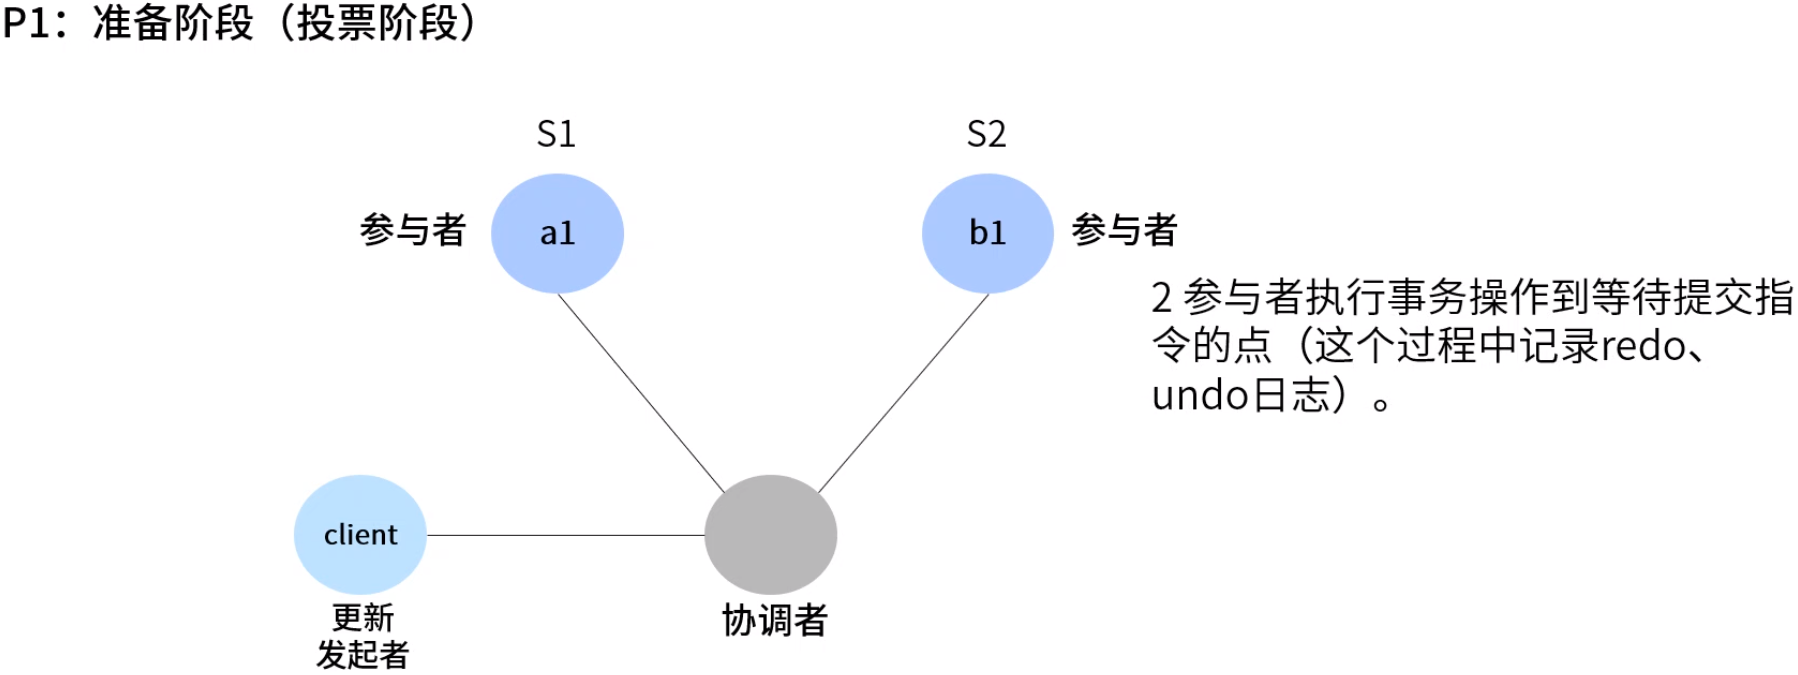 P1：准备阶段（投票阶段）
S1
S2
参与者
a1
b1
参与者
2 参与者执行事务操作到等待提交指
令的点（这个过程中记录redo、
undo日志）。
client
更新
发起者
协调者